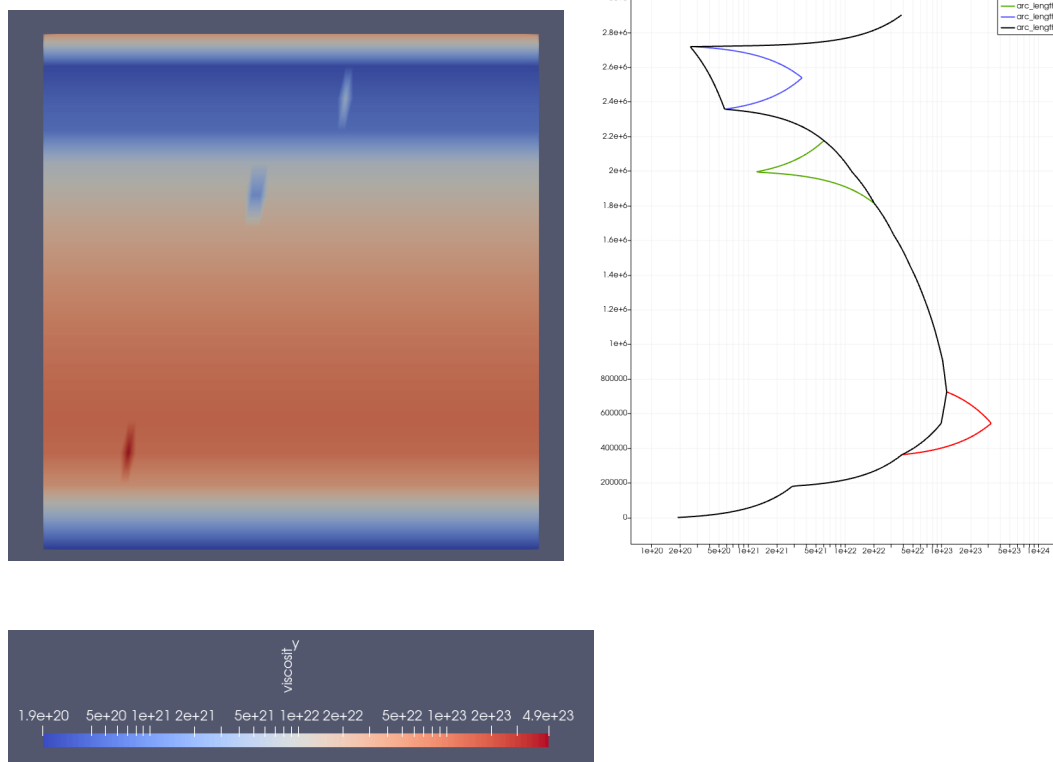 arc_length
arc_length
arc_length
2.8e+6
2.6e+6
2.4e+6
2.2e+6
2e+6
1.8e+6
1.6e+6
1.4e+6
1.2e+6
1e+6
800000
600000
400000
200000
0
1e+20 2e+20 5e+20 1e+21 2e+21 5e+21 1e+22 2e+22 5e+22 1e+23 2e+23 5e+23 1e+24
viscosit_y
1.9e+20 5e+20 1e+21 2e+21 5e+21 1e+22 2e+22 5e+22 1e+23 2e+23 4.9e+23